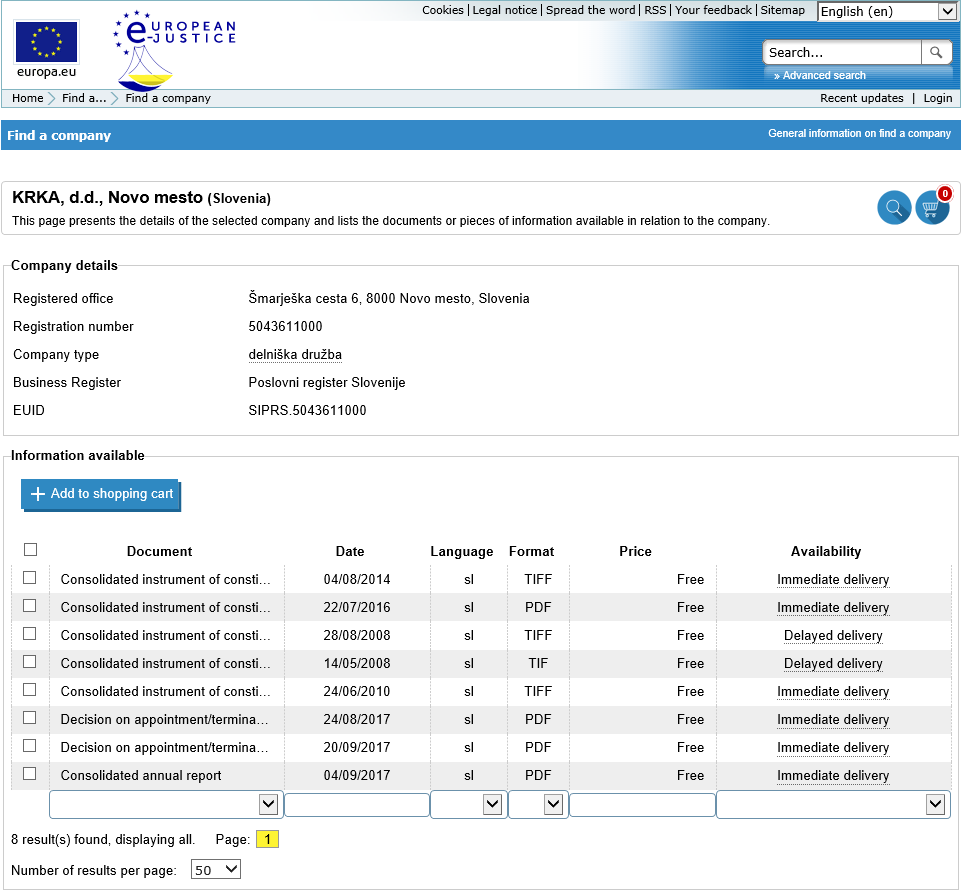 Cookies | Legal notice | Spread the word | RSS | Your feedback | Sitemap English (en)
EUROPEAN
e-JUSTICE
europa.eu
Search...
» Advanced search
Home Find a... Find a company Recent updates | Login
Find a company General information on find a company
KRKA, d.d., Novo mesto (Slovenia)
0
This page presents the details of the selected company and lists the documents or pieces of information available in relation to the company.
Company details
Registered office Šmarješka cesta 6, 8000 Novo mesto, Slovenia
Registration number 5043611000
Company type delniška družba
Business Register Poslovni register Slovenije
EUID SIPRS.5043611000
Information available
Add to shopping cart
Document Date Language Format Price Availability
Consolidated instrument of consti... 04/08/2014 sl TIFF Free Immediate delivery
Consolidated instrument of consti... 22/07/2016 sl PDF Free Immediate delivery
Consolidated instrument of consti... 28/08/2008 sl TIFF Free Delayed delivery
Consolidated instrument of consti... 14/05/2008 sl TIF Free Delayed delivery
Consolidated instrument of consti... 24/06/2010 sl TIFF Free Immediate delivery
Decision on appointment/termina... 24/08/2017 sl PDF Free Immediate delivery
Decision on appointment/termina... 20/09/2017 sl PDF Free Immediate delivery
Consolidated annual report 04/09/2017 sl PDF Free Immediate delivery
8 result(s) found, displaying all. Page: 1
Number of results per page: 50